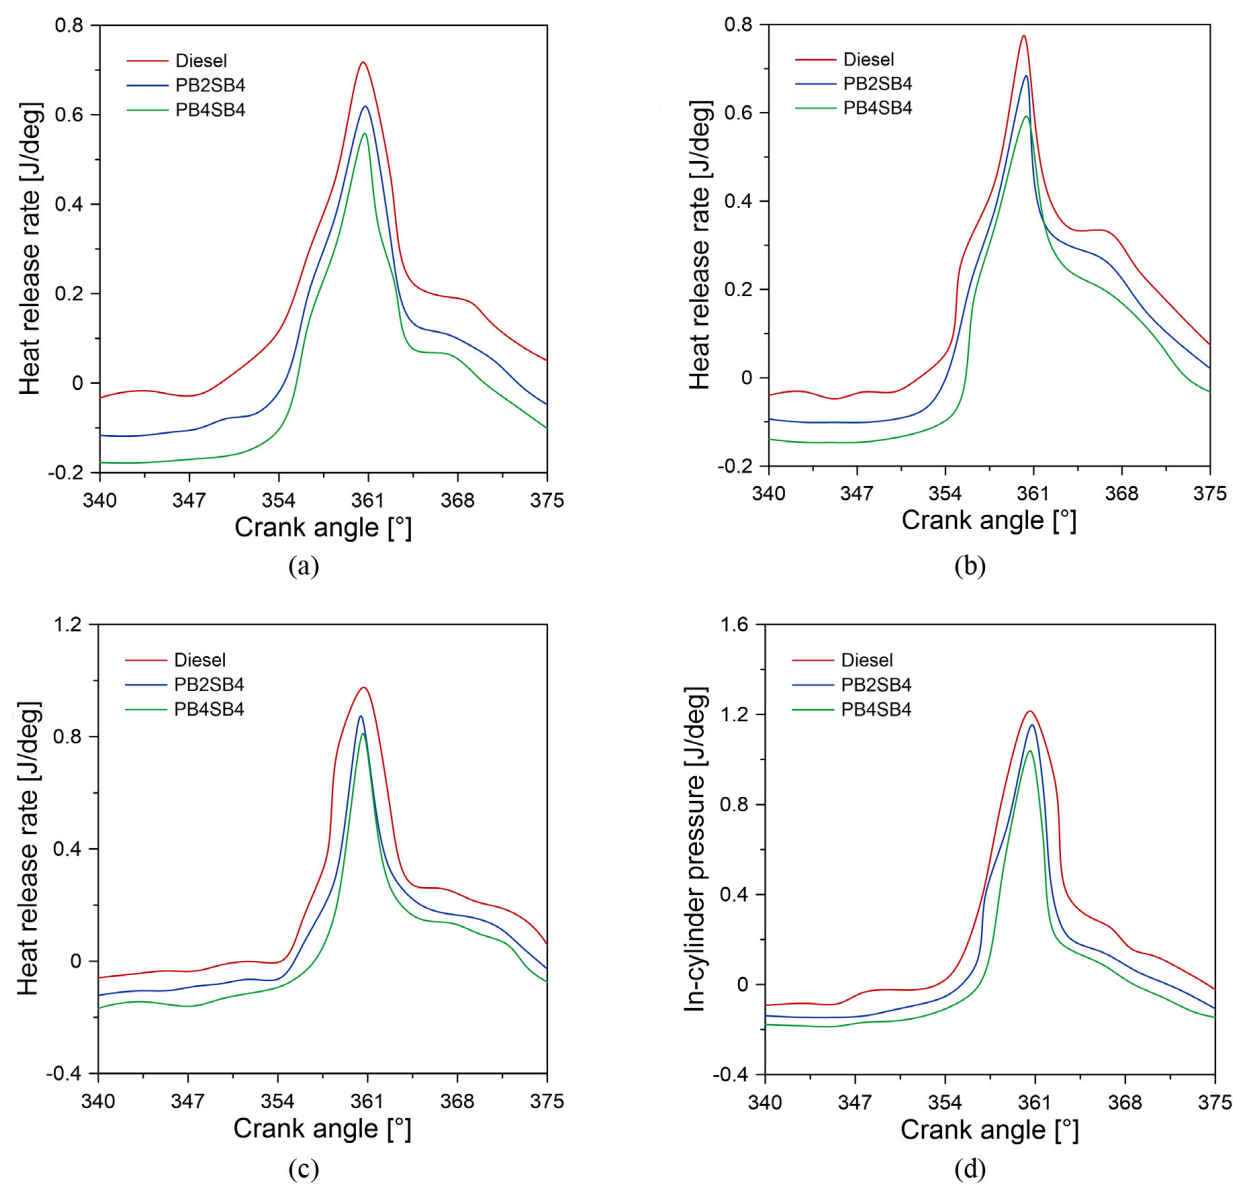 0.8
0.6
0.4
0.2
0
-0.2
340
347
354
361
368
375
Heat release rate [J/deg]
Crank angle [°]
Diesel
PB2SB4
PB4SB4
(a)
0.8
0.6
0.4
0.2
0
-0.2
340
347
354
361
368
375
Heat release rate [J/deg]
Crank angle [°]
Diesel
PB2SB4
PB4SB4
(b)
1.2
0.8
0.4
0
-0.4
340
347
354
361
368
375
Heat release rate [J/deg]
Crank angle [°]
Diesel
PB2SB4
PB4SB4
(c)
1.6
1.2
0.8
0.4
0
-0.4
340
347
354
361
368
375
In-cylinder pressure [J/deg]
Crank angle [°]
Diesel
PB2SB4
PB4SB4
(d)